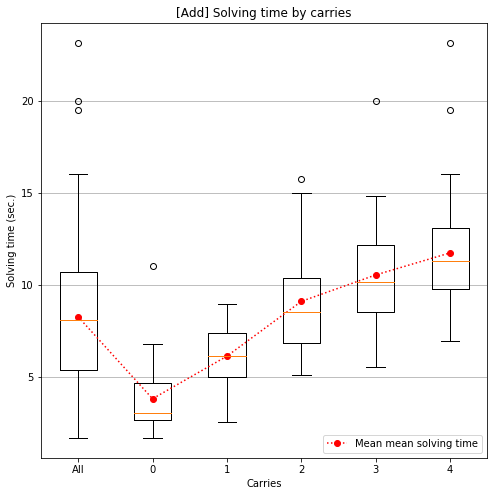 [Add] Solving time by carries
Solving time (sec.)
20
15
10
5
Mean mean solving time
All 0 1 2 3 4
Carries